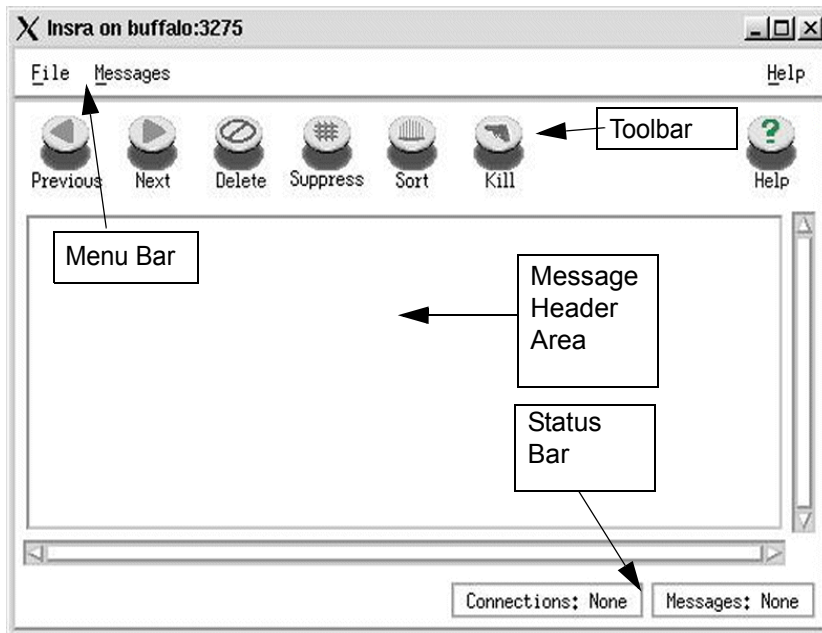 Insra on buffalo:3275
File Messages Help
Toolbar
Previous Next Delete Suppress Sort Kill Help
Menu Bar
Message
Header
Area
Status
Bar
Connections: None Messages: None